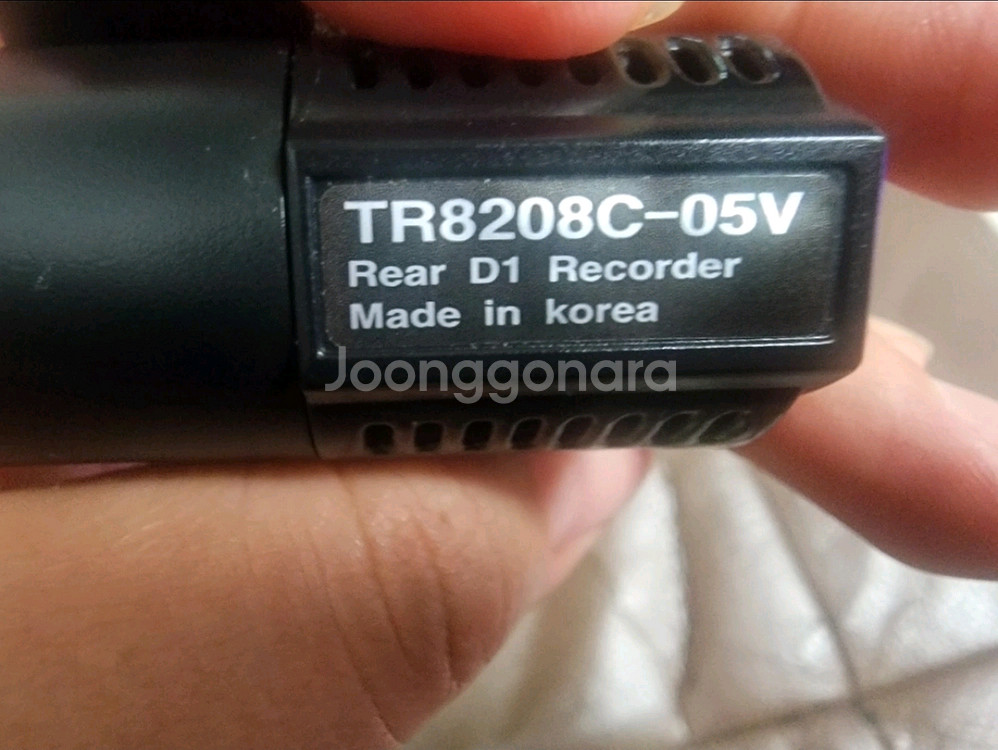 TR8208C-05V
Rear D1 Recorder
Made in korea
Joonggonara